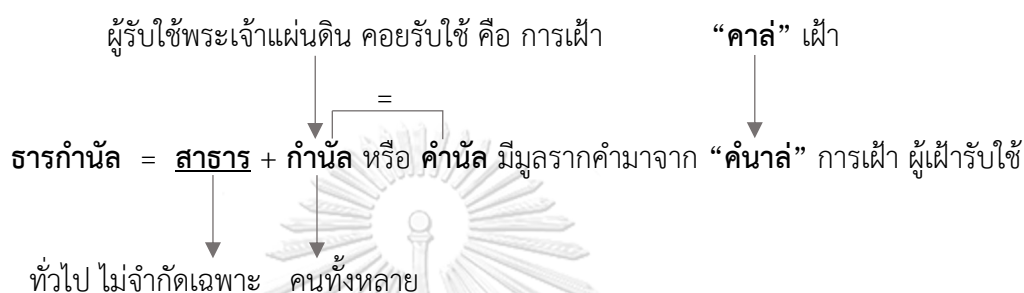 ผู้รับใช้พระเจ้าแผ่นดิน คอยรับใช้ คือ การเฝ้า “คาล่” เฝ้า
=
ธารกำนัล = สาธาร + กำนัล หรือ คำนัล มีมูลรากคำมาจาก “คํนาล่” การเฝ้า ผู้เฝ้ารับใช้
ทั่วไป ไม่จำกัดเฉพาะ คนทั้งหลาย